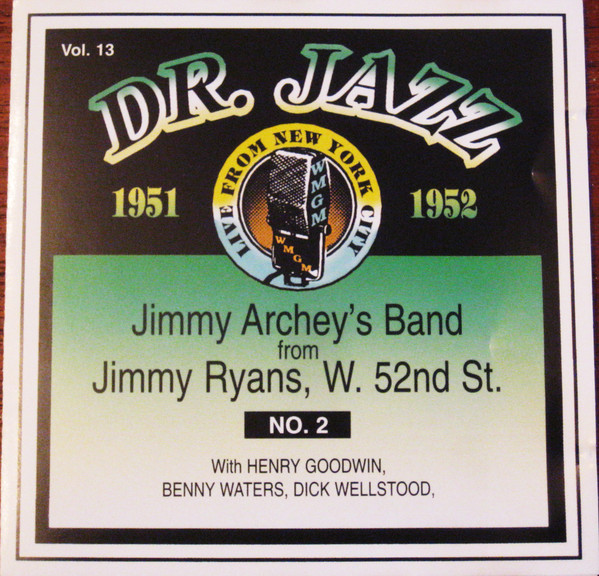 Vol. 13
DR. JAZZ
LIVE FROM NEW YORK CITY
1951
1952
WMGM
WMGM
Jimmy Archey's Band
from
Jimmy Ryans, W. 52nd St.
NO. 2
With HENRY GOODWIN,
BENNY WATERS, DICK WELLSTOOD,